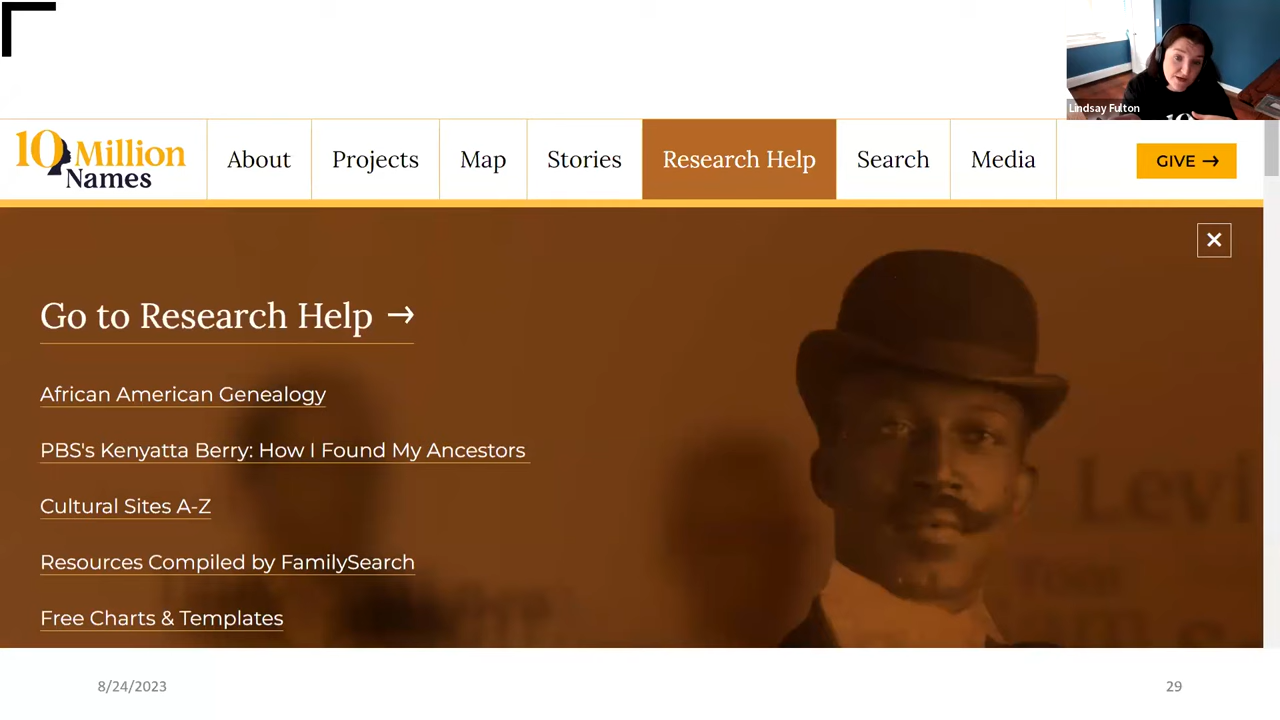 Lindsay Fulton
10 Million
Names
About
Projects
Map
Stories
Research Help
Search
Media
GIVE →
Go to Research Help →
African American Genealogy
PBS's Kenyatta Berry: How I Found My Ancestors
Cultural Sites A-Z
Resources Compiled by FamilySearch
Free Charts & Templates
Levi
8/24/2023
29